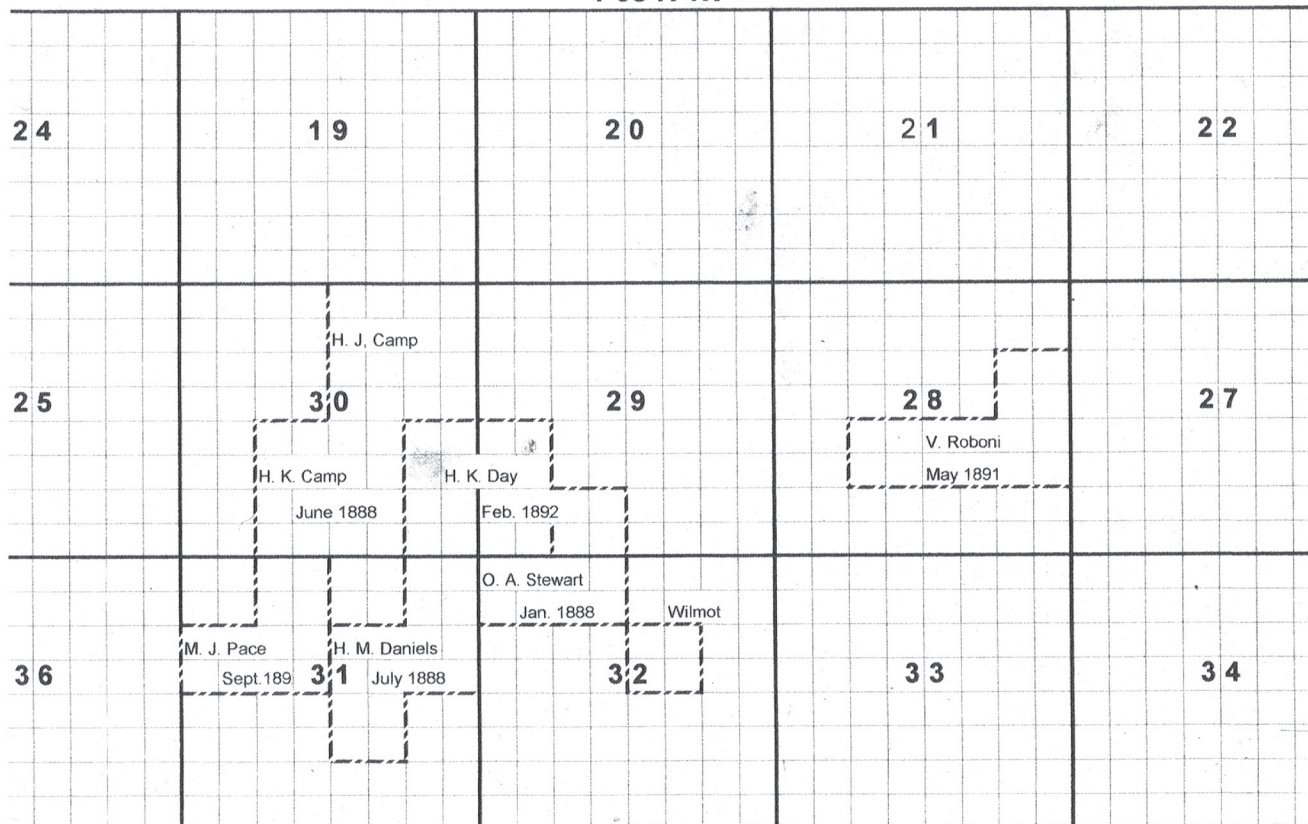 24 19 20 21 22
H. J, Camp
25 30 29 28 27
V. Roboni
May 1891
H. K. Camp
June 1888
H. K. Day
Feb. 1892
O. A. Stewart
Jan. 1888
Wilmot
M. J. Pace
Sept.189
H. M. Daniels
July 1888
36 31 32 33 34